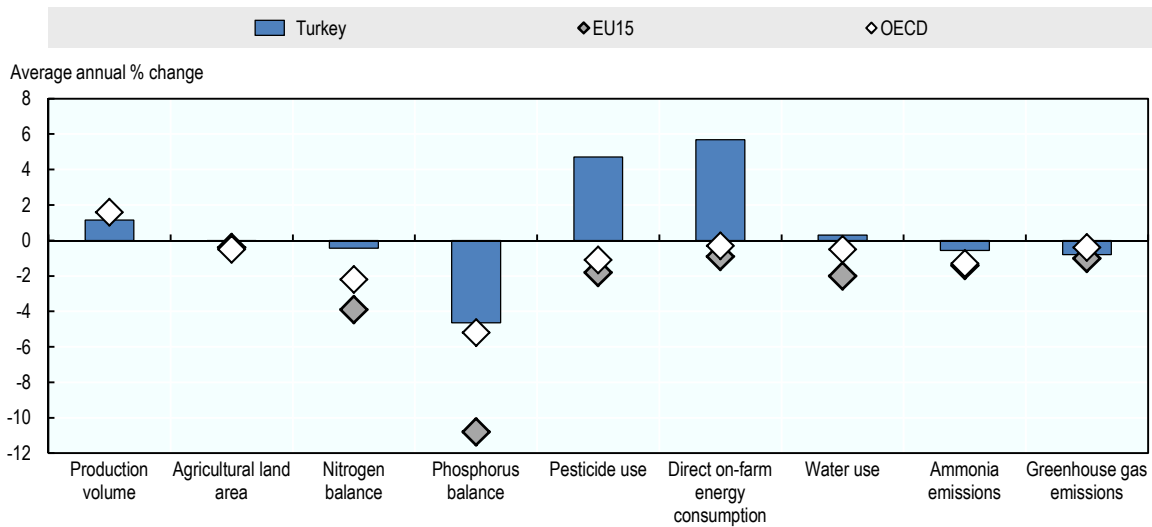 Turkey EU15 OECD
Average annual % change
8
6
4
2
0
-2
-4
-6
-8
-10
-12
Production volume
Agricultural land area
Nitrogen balance
Phosphorus balance
Pesticide use
Direct on-farm energy consumption
Water use
Ammonia emissions
Greenhouse gas emissions